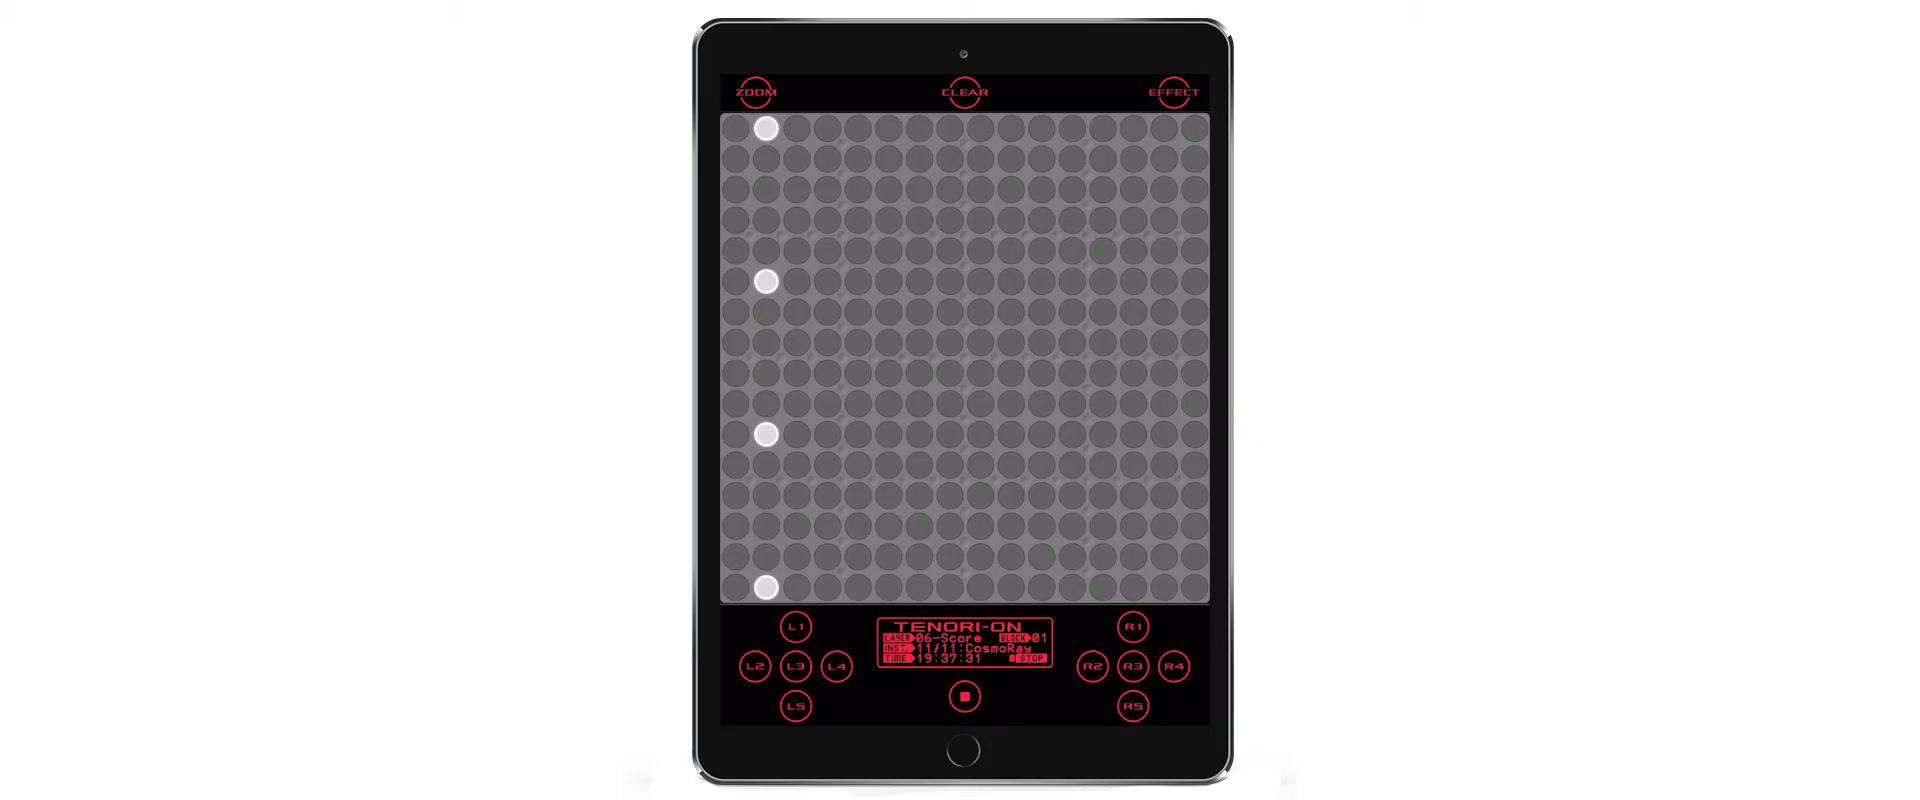 ZOOM CLEAR EFFECT
L1
TENORI-ON
R1
LAYER 06-Score BLOCK 01
INST. 11/11:CosmoRay
TIME 19:37:31 STOP
L2 L3 L4
R2 R3 R4
L5
R5